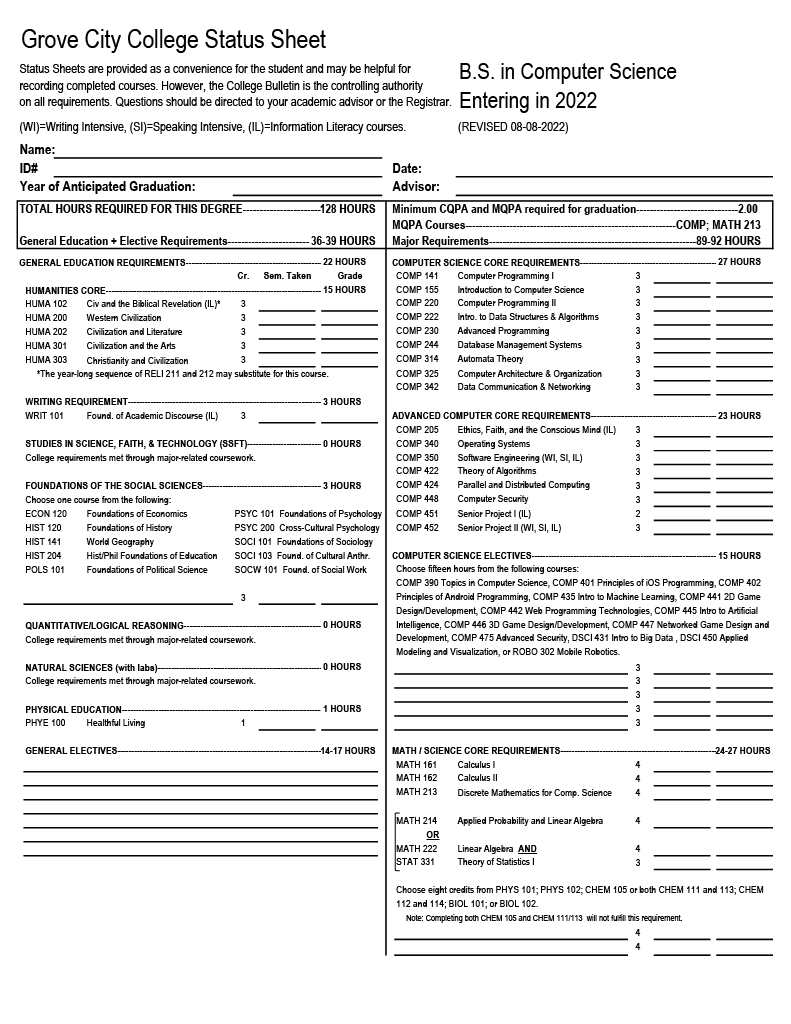 Grove City College Status Sheet
Status Sheets are provided as a convenience for the student and may be helpful for
recording completed courses. However, the College Bulletin is the controlling authority
on all requirements. Questions should be directed to your academic advisor or the Registrar.
B.S. in Computer Science
Entering in 2022
(WI)=Writing Intensive, (SI)=Speaking Intensive, (IL)=Information Literacy courses.
(REVISED 08-08-2022)
Name:
ID#
Date:
Year of Anticipated Graduation:
Advisor:
TOTAL HOURS REQUIRED FOR THIS DEGREE-----------------------128 HOURS
General Education + Elective Requirements------------------------ 36-39 HOURS
Minimum CQPA and MQPA required for graduation-------------------------------2.00
MQPA Courses---------------------------------------------------------------COMP; MATH 213
Major Requirements---------------------------------------------------------------89-92 HOURS
GENERAL EDUCATION REQUIREMENTS----------------------------------------- 22 HOURS
Cr. Sem. Taken Grade
HUMANITIES CORE----------------------------------------------------------------- 15 HOURS
HUMA 102 Civ and the Biblical Revelation (IL)* 3
HUMA 200 Western Civilization 3
HUMA 202 Civilization and Literature 3
HUMA 301 Civilization and the Arts 3
HUMA 303 Christianity and Civilization 3
*The year-long sequence of RELI 211 and 212 may substitute for this course.
WRITING REQUIREMENT---------------------------------------------------------- 3 HOURS
WRIT 101 Found. of Academic Discourse (IL) 3
STUDIES IN SCIENCE, FAITH, & TECHNOLOGY (SSFT)---------------------- 0 HOURS
College requirements met through major-related coursework.
FOUNDATIONS OF THE SOCIAL SCIENCES------------------------------------ 3 HOURS
Choose one course from the following:
ECON 120 Foundations of Economics PSYC 101 Foundations of Psychology
HIST 120 Foundations of History PSYC 200 Cross-Cultural Psychology
HIST 141 World Geography SOCI 101 Foundations of Sociology
HIST 204 Hist/Phil Foundations of Education SOCI 103 Found. of Cultural Anthr.
POLS 101 Foundations of Political Science SOCW 101 Found. of Social Work
3
QUANTITATIVE/LOGICAL REASONING----------------------------------------- 0 HOURS
College requirements met through major-related coursework.
NATURAL SCIENCES (with labs)------------------------------------------------- 0 HOURS
College requirements met through major-related coursework.
PHYSICAL EDUCATION------------------------------------------------------------ 1 HOURS
PHYE 100 Healthful Living 1
GENERAL ELECTIVES-------------------------------------------------------------14-17 HOURS
COMPUTER SCIENCE CORE REQUIREMENTS---------------------------------------- 27 HOURS
COMP 141 Computer Programming I 3
COMP 155 Introduction to Computer Science 3
COMP 220 Computer Programming II 3
COMP 222 Intro. to Data Structures & Algorithms 3
COMP 230 Advanced Programming 3
COMP 244 Database Management Systems 3
COMP 314 Automata Theory 3
COMP 325 Computer Architecture & Organization 3
COMP 342 Data Communication & Networking 3
ADVANCED COMPUTER CORE REQUIREMENTS-------------------------------------- 23 HOURS
COMP 205 Ethics, Faith, and the Conscious Mind (IL) 3
COMP 340 Operating Systems 3
COMP 350 Software Engineering (WI, SI, IL) 3
COMP 422 Theory of Algorithms 3
COMP 424 Parallel and Distributed Computing 3
COMP 448 Computer Security 3
COMP 451 Senior Project I (IL) 2
COMP 452 Senior Project II (WI, SI, IL) 3
COMPUTER SCIENCE ELECTIVES-------------------------------------------------------- 15 HOURS
Choose fifteen hours from the following courses:
COMP 390 Topics in Computer Science, COMP 401 Principles of iOS Programming, COMP 402
Principles of Android Programming, COMP 435 Intro to Machine Learning, COMP 441 2D Game
Design/Development, COMP 442 Web Programming Technologies, COMP 445 Intro to Artificial
Intelligence, COMP 446 3D Game Design/Development, COMP 447 Networked Game Design and
Development, COMP 475 Advanced Security, DSCI 431 Intro to Big Data , DSCI 450 Applied
Modeling and Visualization, or ROBO 302 Mobile Robotics.
3
3
3
3
3
MATH / SCIENCE CORE REQUIREMENTS-----------------------------------------------24-27 HOURS
MATH 161 Calculus I 4
MATH 162 Calculus II 4
MATH 213 Discrete Mathematics for Comp. Science 4
MATH 214 Applied Probability and Linear Algebra 4
OR
MATH 222 Linear Algebra AND 4
STAT 331 Theory of Statistics I 3
Choose eight credits from PHYS 101; PHYS 102; CHEM 105 or both CHEM 111 and 113; CHEM
112 and 114; BIOL 101; or BIOL 102.
Note: Completing both CHEM 105 and CHEM 111/113 will not fulfill this requirement.
4
4